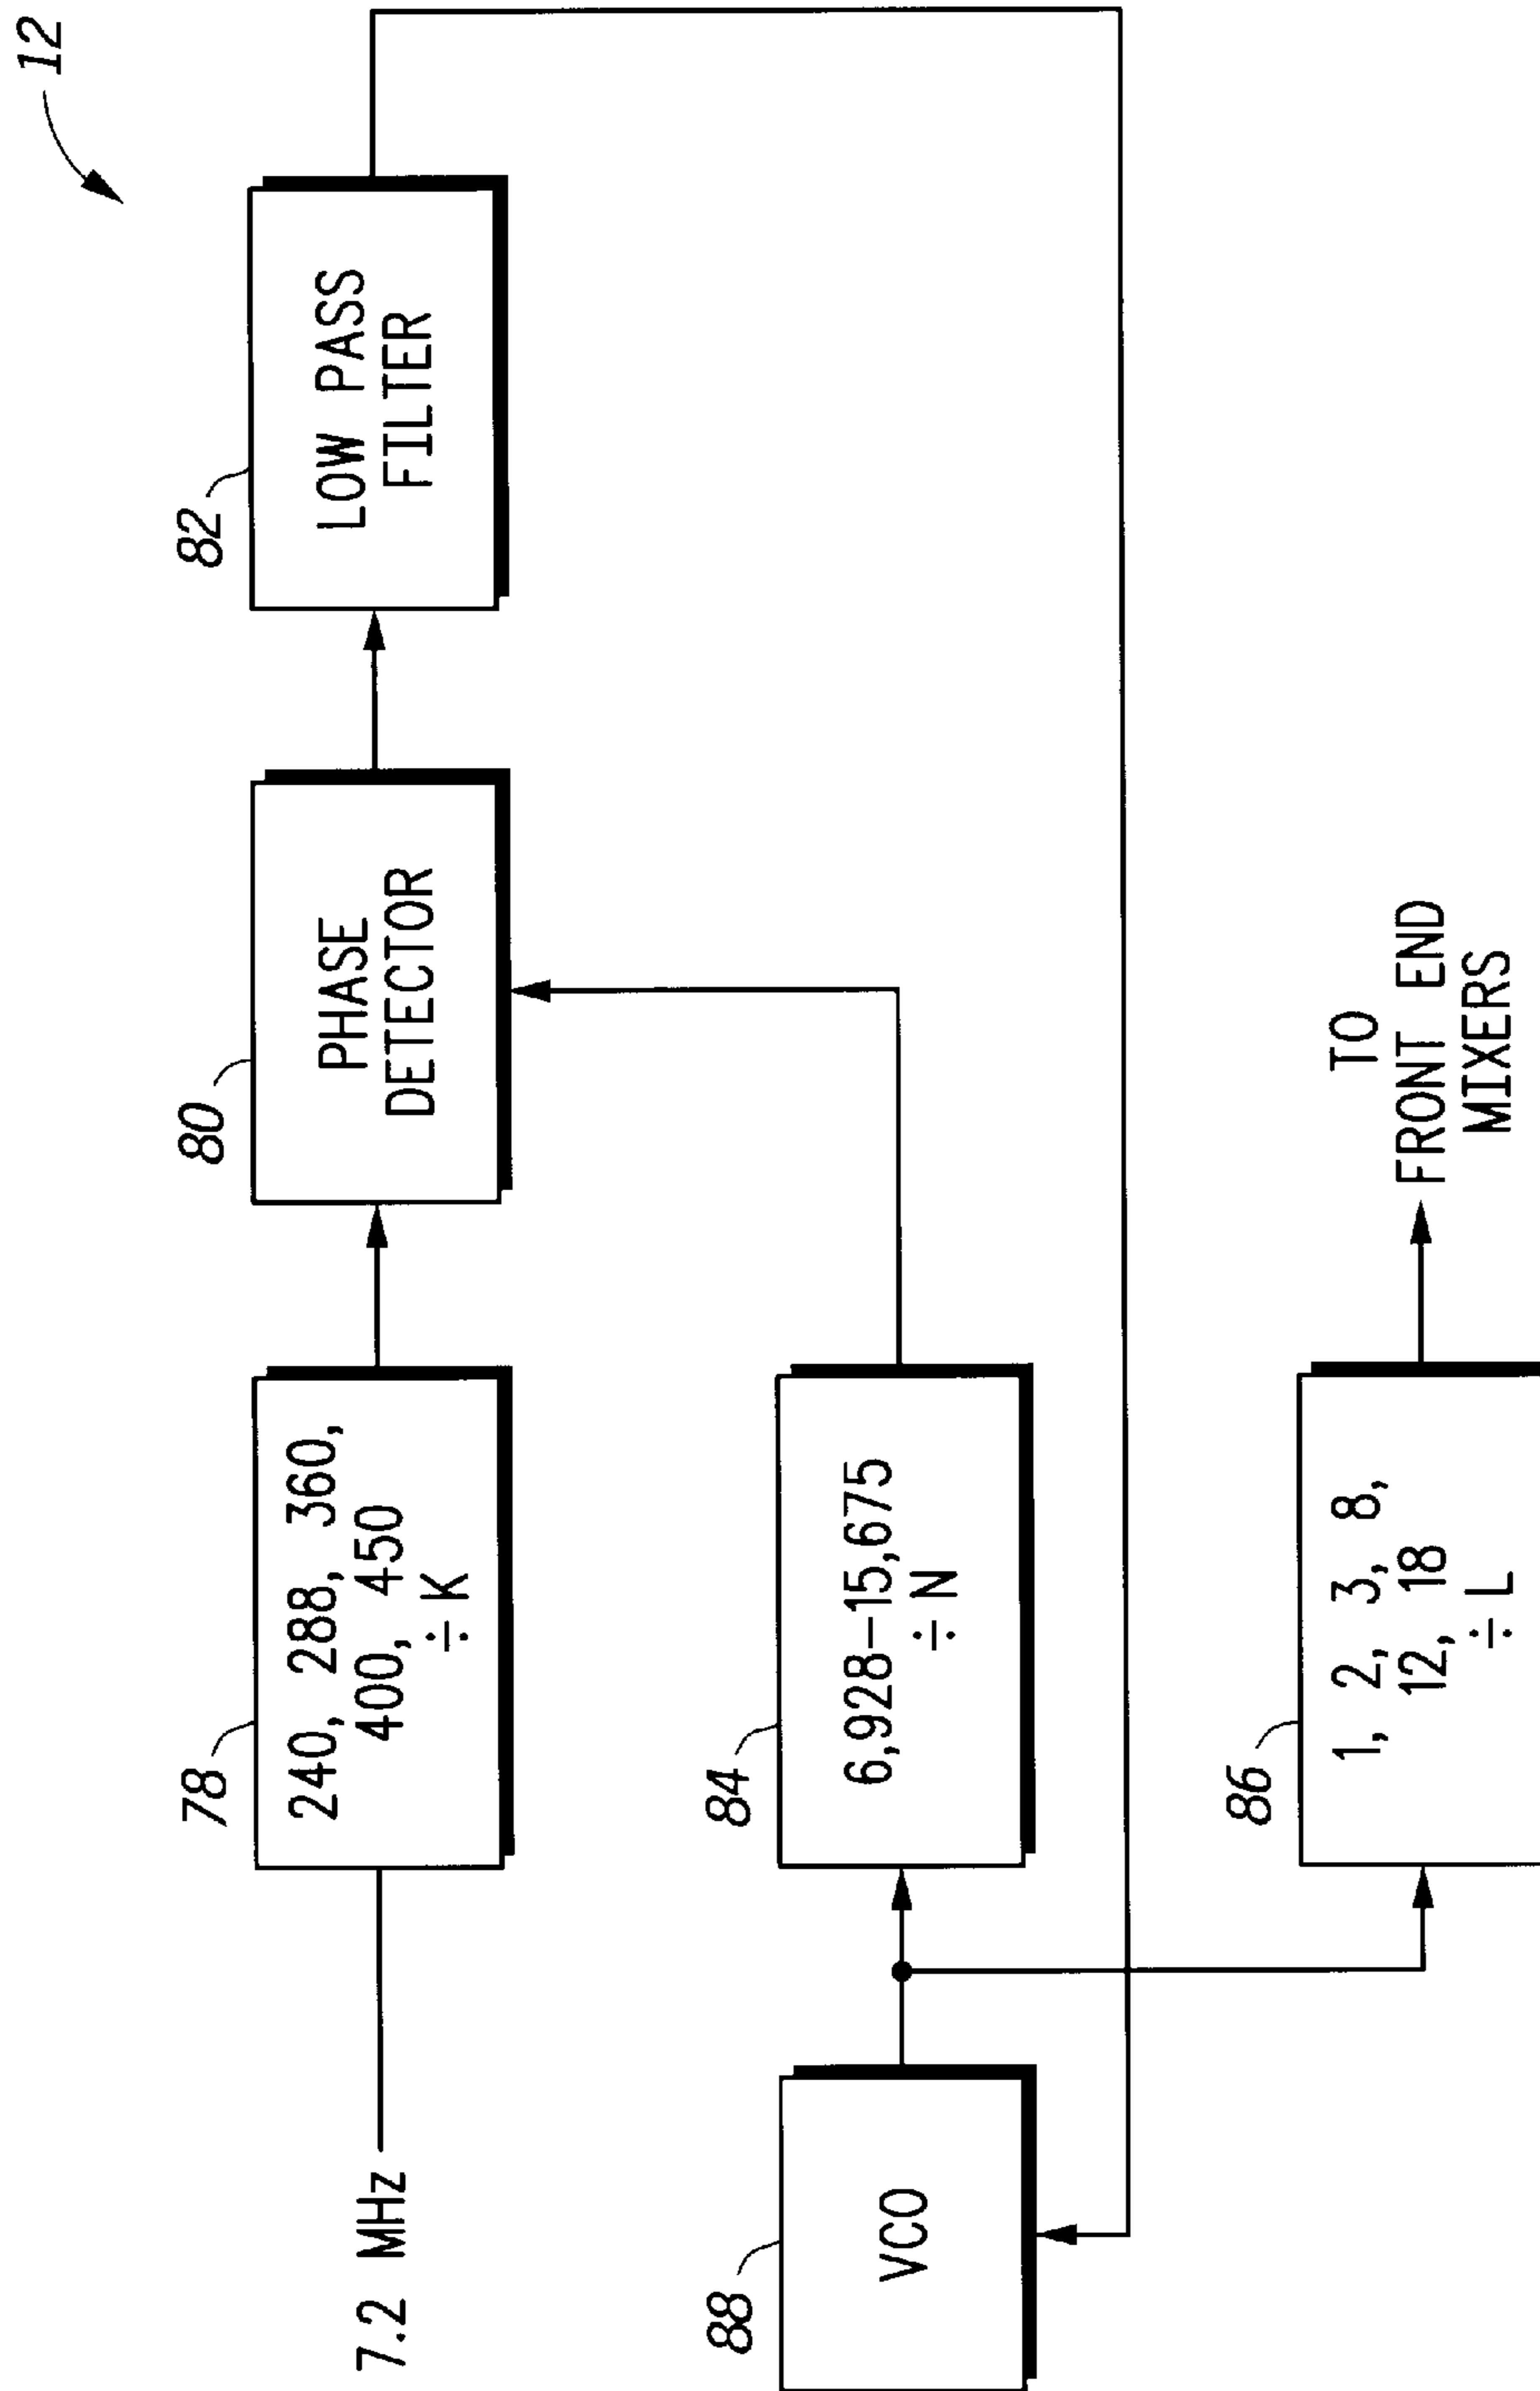 12
78
240, 288, 360,
400, 450
÷ K
80
PHASE
DETECTOR
82
LOW PASS
FILTER
7.2 MHz
88
VCO
84
6,928-15,675
÷ N
86
1, 2, 3, 8,
12, 18
÷ L
TO
FRONT END
MIXERS